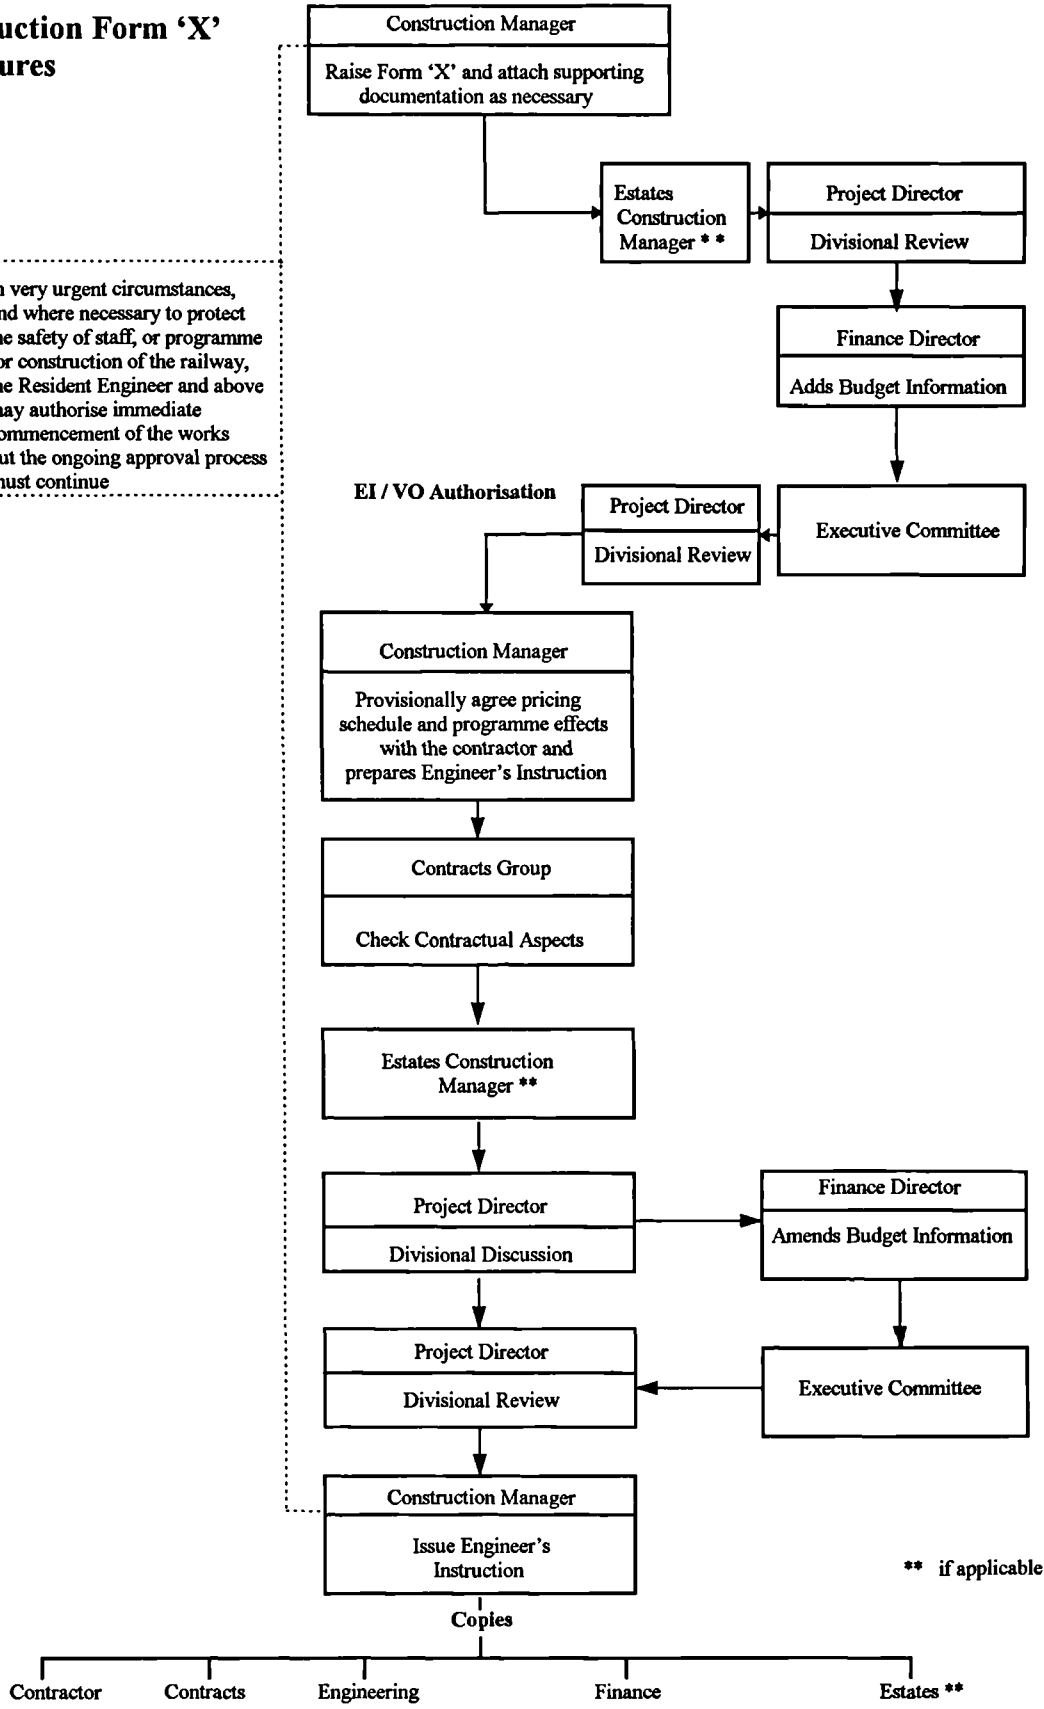 uction Form ‘X’
ures
Construction Manager
Raise Form ‘X’ and attach supporting
documentation as necessary
Estates
Construction
Manager * *
Project Director
Divisional Review
n very urgent circumstances,
nd where necessary to protect
he safety of staff, or programme
or construction of the railway,
he Resident Engineer and above
nay authorise immediate
ommencement of the works
ut the ongoing approval process
nust continue
Finance Director
Adds Budget Information
EI / VO Authorisation
Project Director
Divisional Review
Executive Committee
Construction Manager
Provisionally agree pricing
schedule and programme effects
with the contractor and
prepares Engineer’s Instruction
Contracts Group
Check Contractual Aspects
Estates Construction
Manager **
Project Director
Divisional Discussion
Finance Director
Amends Budget Information
Project Director
Divisional Review
Executive Committee
Construction Manager
Issue Engineer’s
Instruction
** if applicable
Copies
Contractor
Contracts
Engineering
Finance
Estates **